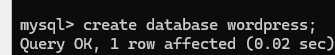 mysql> create database wordpress;
Query OK, 1 row affected (0.02 sec)